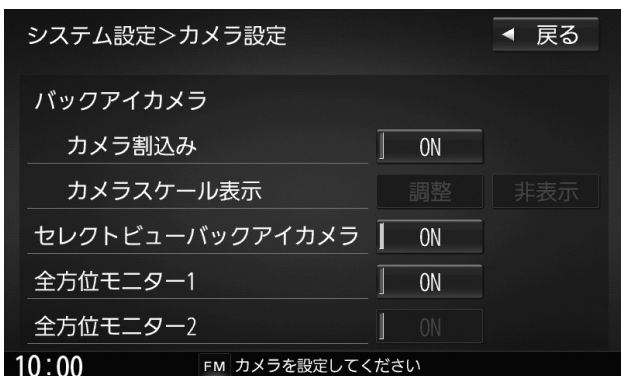 システム設定＞カメラ設定 ◀ 戻る
バックアイカメラ
カメラ割込み ON
カメラスケール表示 調整 非表示
セレクトビューバックアイカメラ ON
全方位モニター1 ON
全方位モニター2 ON
10:00 FM カメラを設定してください